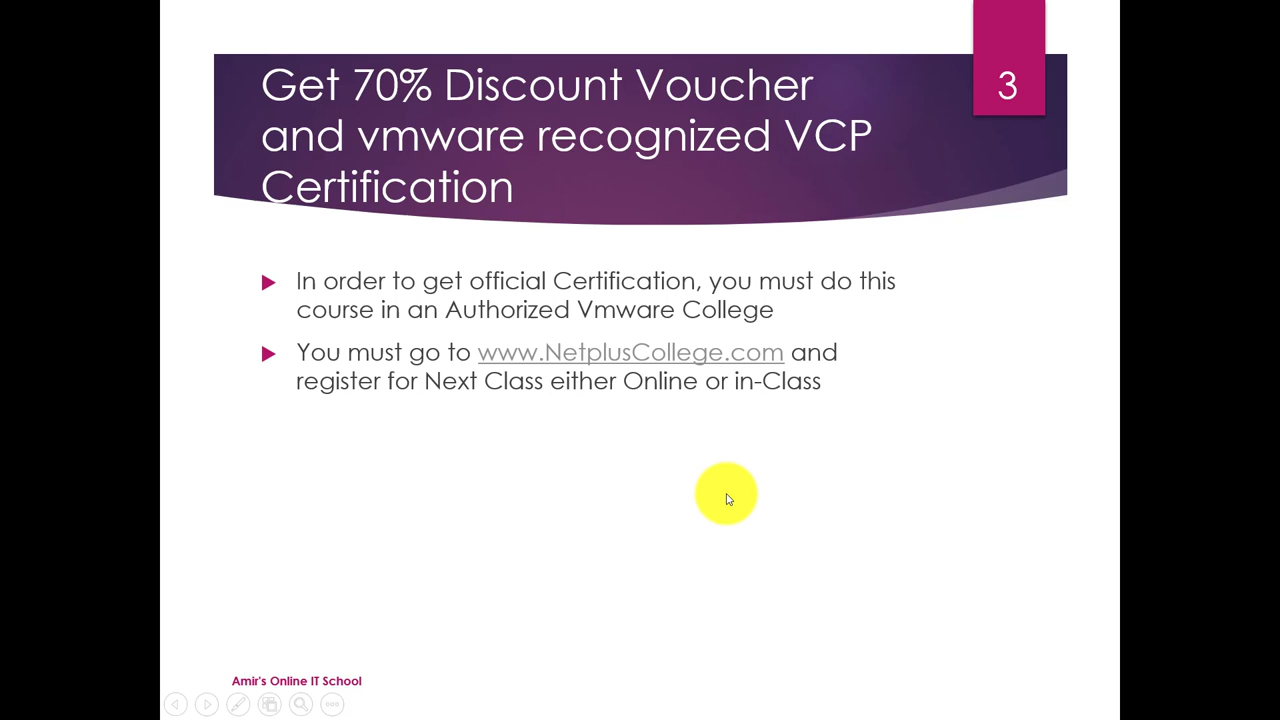 3
Get 70% Discount Voucher
and vmware recognized VCP
Certification
In order to get official Certification, you must do this
course in an Authorized Vmware College
You must go to www.NetplusCollege.com and
register for Next Class either Online or in-Class
Amir's Online IT School